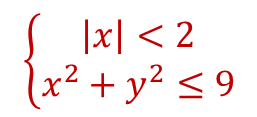 |x| < 2
x² + y² ≤ 9